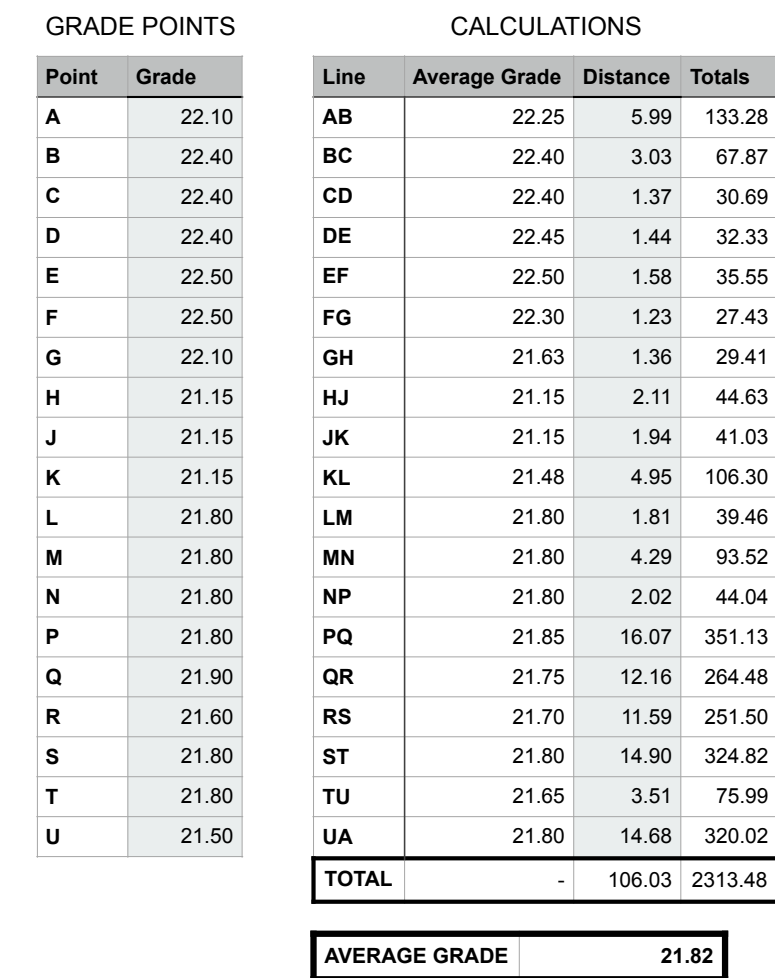 GRADE POINTS CALCULATIONS
Point Grade Line Average Grade Distance Totals
A 22.10 AB 22.25 5.99 133.28
B 22.40 BC 22.40 3.03 67.87
C 22.40 CD 22.40 1.37 30.69
D 22.40 DE 22.45 1.44 32.33
E 22.50 EF 22.50 1.58 35.55
F 22.50 FG 22.30 1.23 27.43
G 22.10 GH 21.63 1.36 29.41
H 21.15 HJ 21.15 2.11 44.63
J 21.15 JK 21.15 1.94 41.03
K 21.15 KL 21.48 4.95 106.30
L 21.80 LM 21.80 1.81 39.46
M 21.80 MN 21.80 4.29 93.52
N 21.80 NP 21.80 2.02 44.04
P 21.80 PQ 21.85 16.07 351.13
Q 21.90 QR 21.75 12.16 264.48
R 21.60 RS 21.70 11.59 251.50
S 21.80 ST 21.80 14.90 324.82
T 21.80 TU 21.65 3.51 75.99
U 21.50 UA 21.80 14.68 320.02
TOTAL - 106.03 2313.48
AVERAGE GRADE 21.82